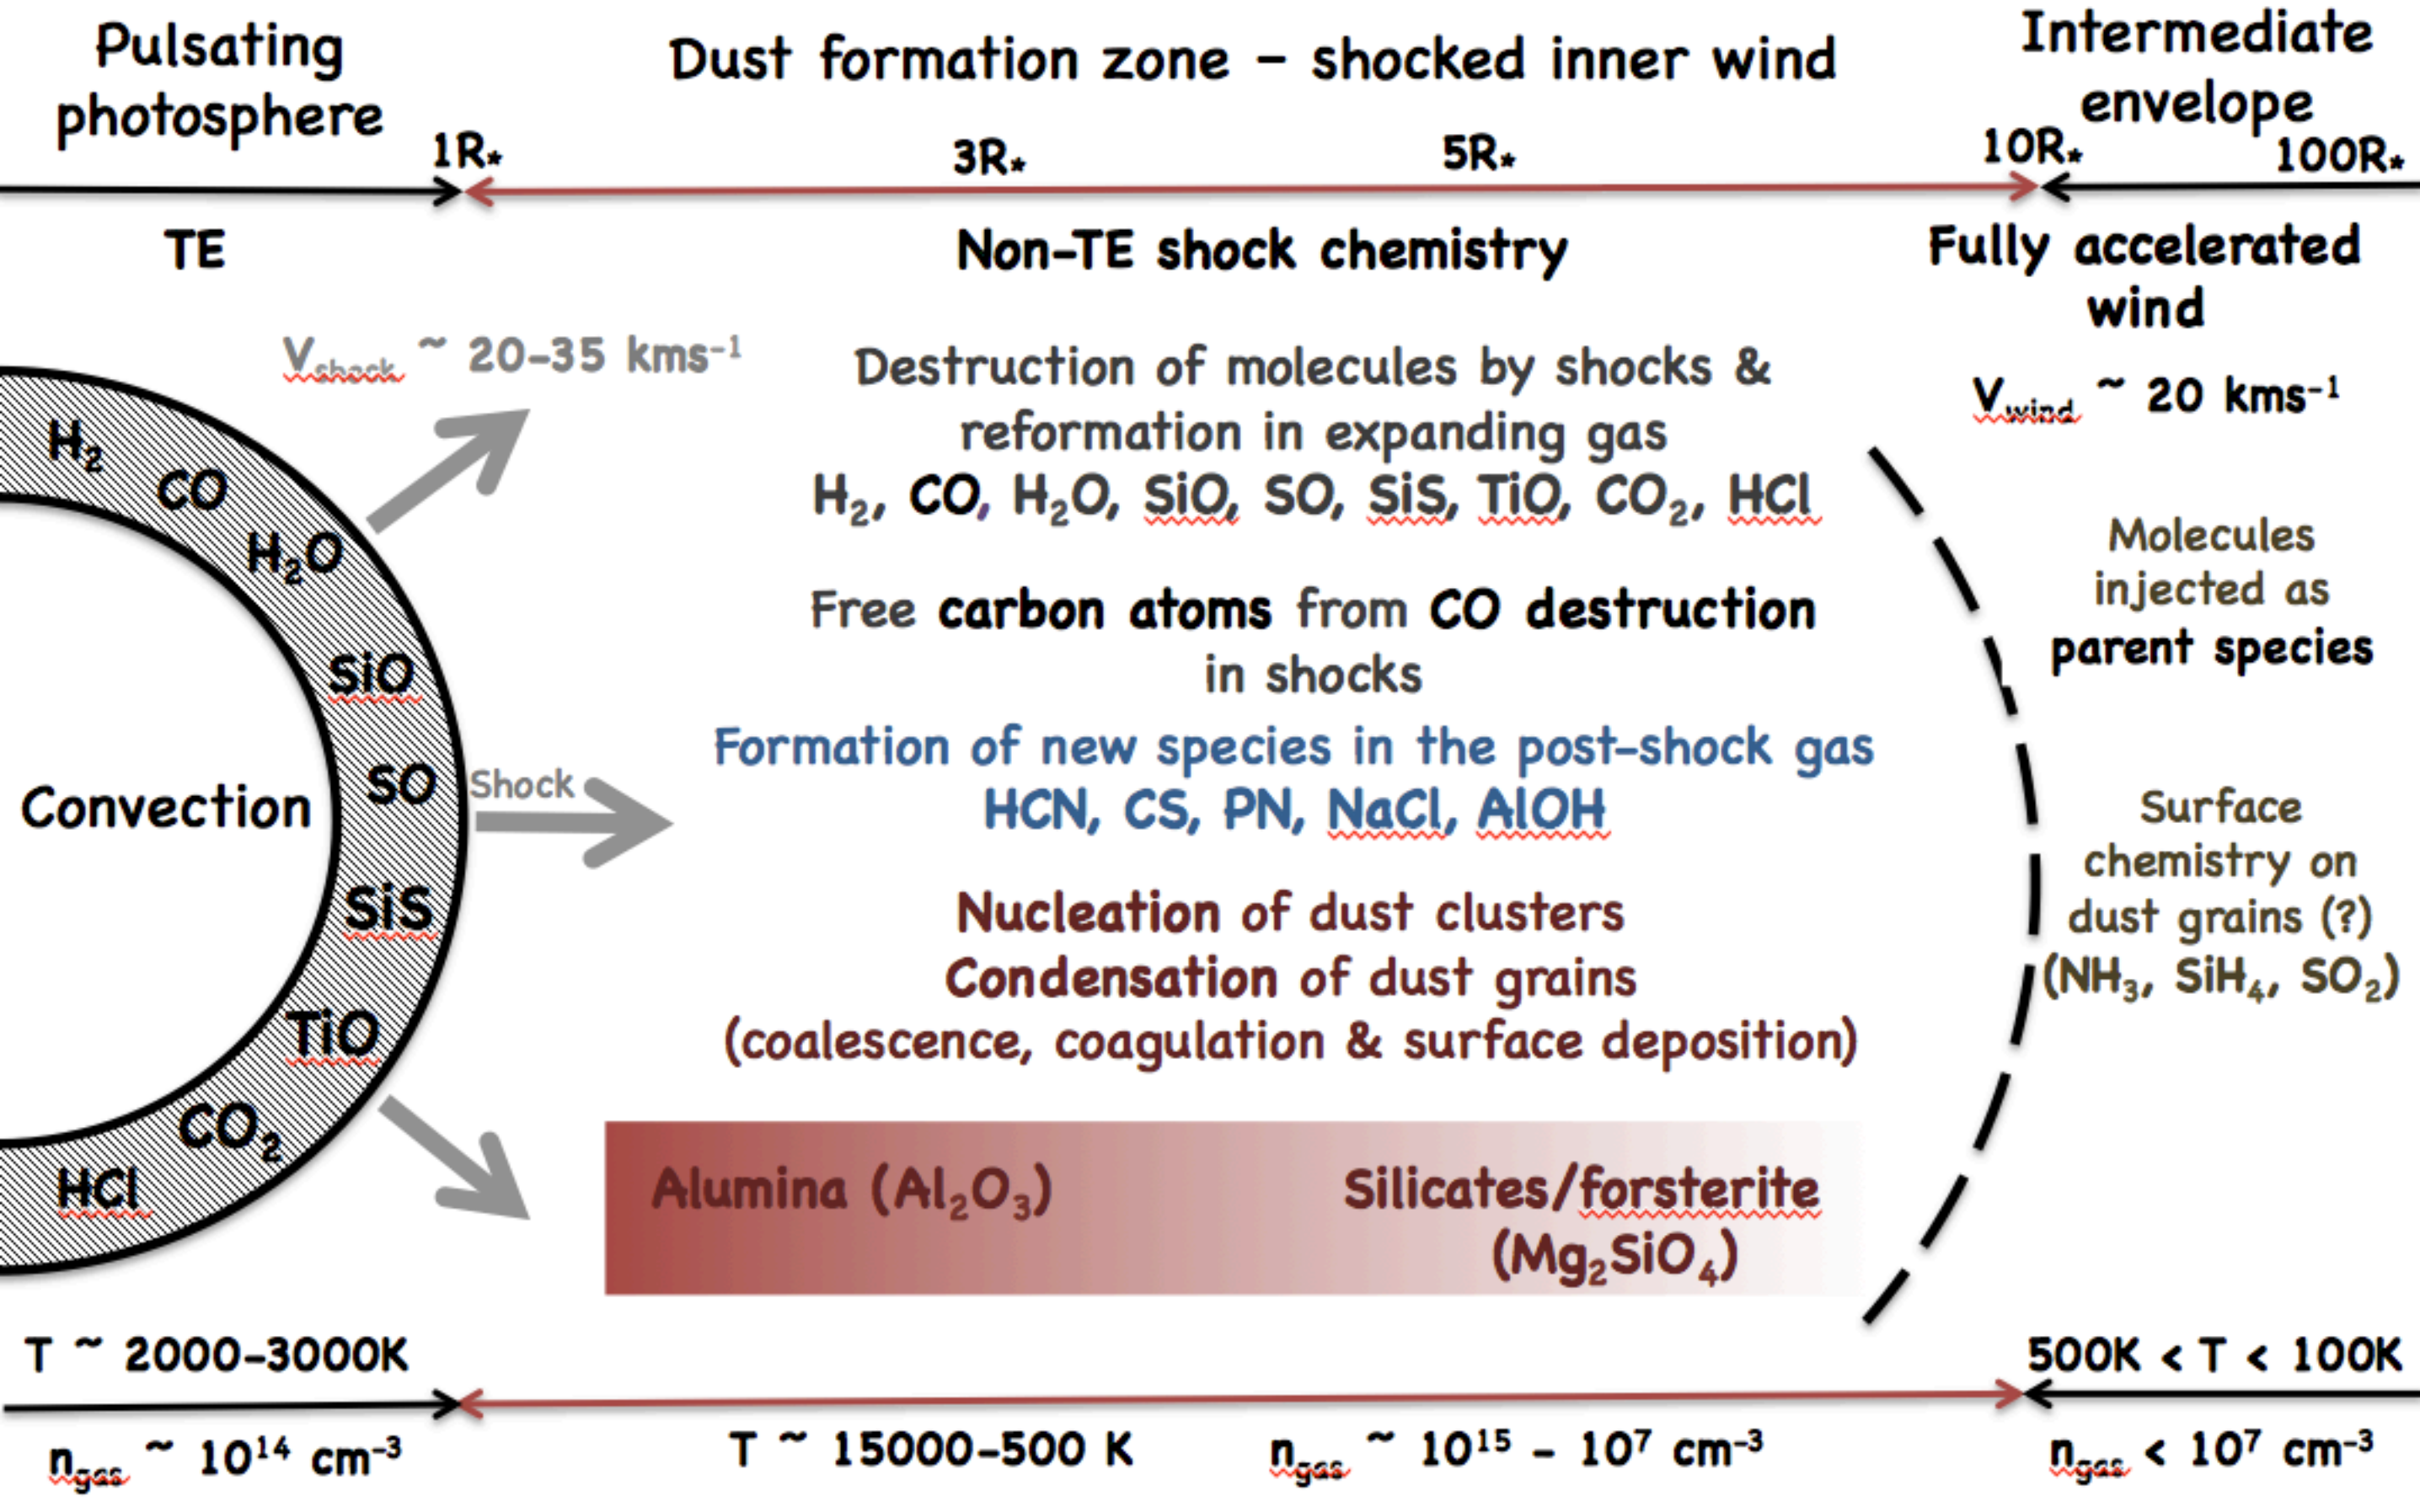 Pulsating
photosphere
Dust formation zone – shocked inner wind
Intermediate
envelope
1R*
3R*
5R*
10R*
100R*
TE
Non-TE shock chemistry
Fully accelerated
wind
Vshock ~ 20-35 kms⁻¹
Destruction of molecules by shocks &
reformation in expanding gas
H₂, CO, H₂O, SiO, SO, SiS, TiO, CO₂, HCl
Vwind ~ 20 kms⁻¹
H₂
CO
H₂O
SiO
SO
SiS
TiO
CO₂
HCl
Convection
Shock
Free carbon atoms from CO destruction
in shocks
Formation of new species in the post-shock gas
HCN, CS, PN, NaCl, AlOH
Nucleation of dust clusters
Condensation of dust grains
(coalescence, coagulation & surface deposition)
Molecules
injected as
parent species
Surface
chemistry on
dust grains (?)
(NH₃, SiH₄, SO₂)
Alumina (Al₂O₃)
Silicates/forsterite
(Mg₂SiO₄)
T ~ 2000-3000K
500K < T < 100K
ngas ~ 10¹⁴ cm⁻³
T ~ 15000-500 K
ngas ~ 10¹⁵ - 10⁷ cm⁻³
ngas < 10⁷ cm⁻³